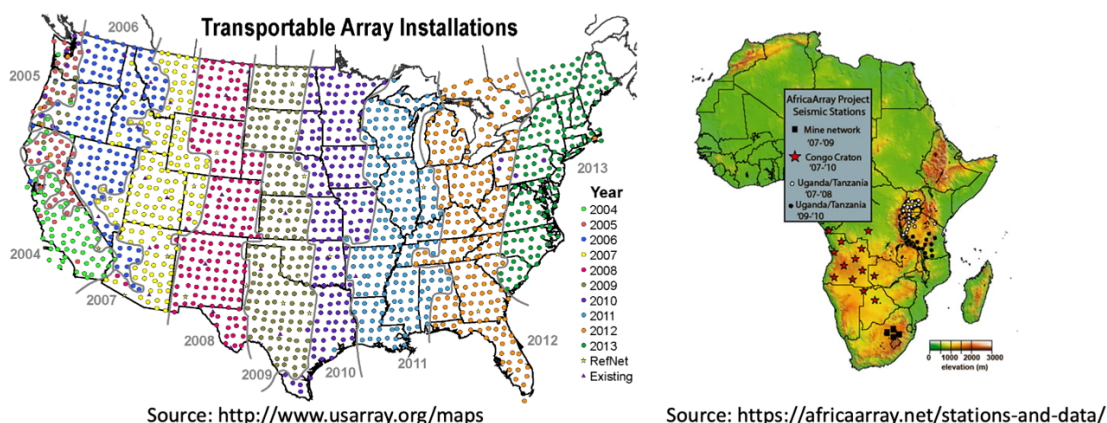 Transportable Array Installations
2006
2005
2004
2007
2008
2009
2010
2011
2012
2013
Year
2004
2005
2006
2007
2008
2009
2010
2011
2012
2013
RefNet
Existing
Source: http://www.usarray.org/maps
AfricaArray Project
Seismic Stations
Mine network
'07-'09
Congo Craton
'07-'10
Uganda/Tanzania
'07-'08
Uganda/Tanzania
'09-'10
0 1000 2000 3000
elevation (m)
Source: https://africaarray.net/stations-and-data/